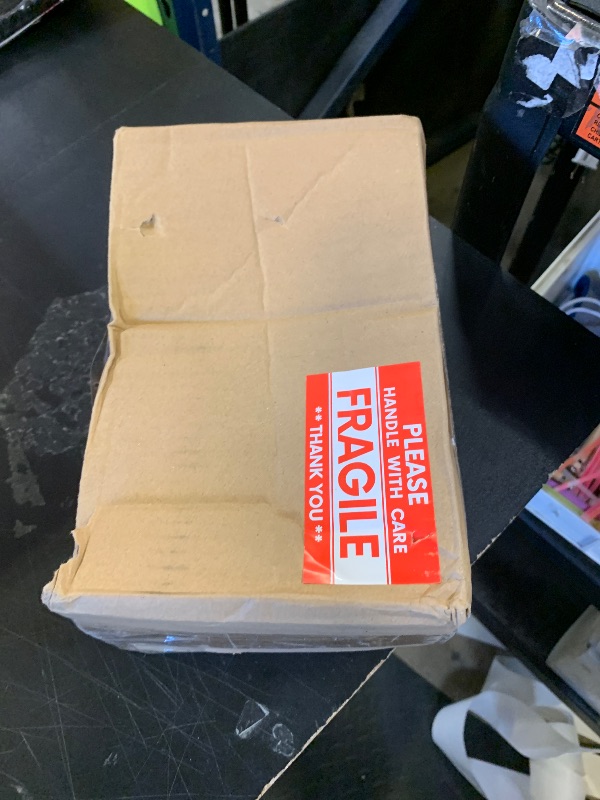 PLEASE
HANDLE WITH CARE
FRAGILE
** THANK YOU **